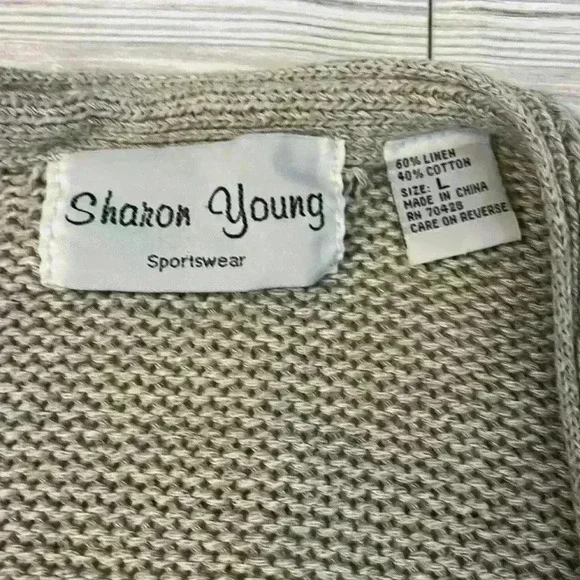 Sharon Young
Sportswear
60% LINEN
40% COTTON
SIZE: L
MADE IN CHINA
RN 70428
CARE ON REVERSE